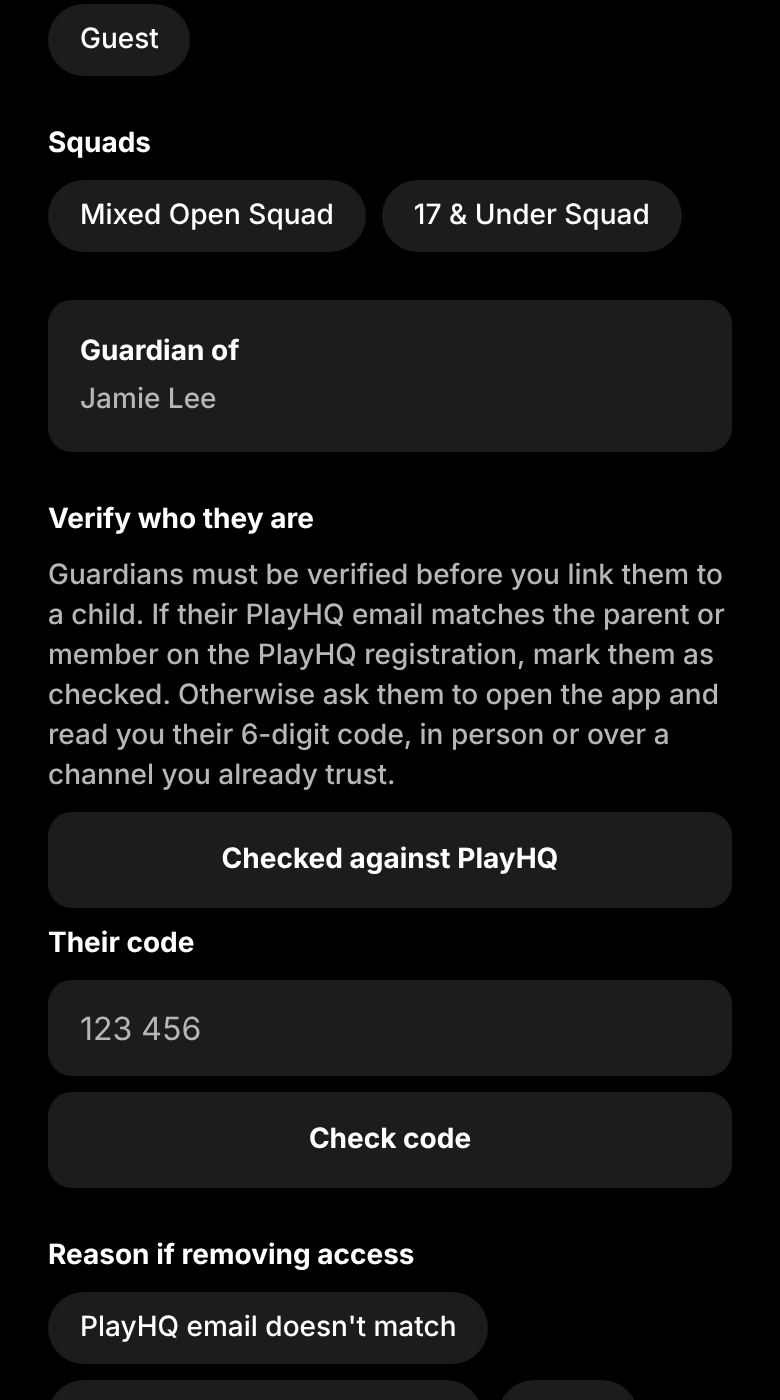 Guest
Squads
Mixed Open Squad 17 & Under Squad
Guardian of
Jamie Lee
Verify who they are
Guardians must be verified before you link them to
a child. If their PlayHQ email matches the parent or
member on the PlayHQ registration, mark them as
checked. Otherwise ask them to open the app and
read you their 6-digit code, in person or over a
channel you already trust.
Checked against PlayHQ
Their code
123 456
Check code
Reason if removing access
PlayHQ email doesn't match